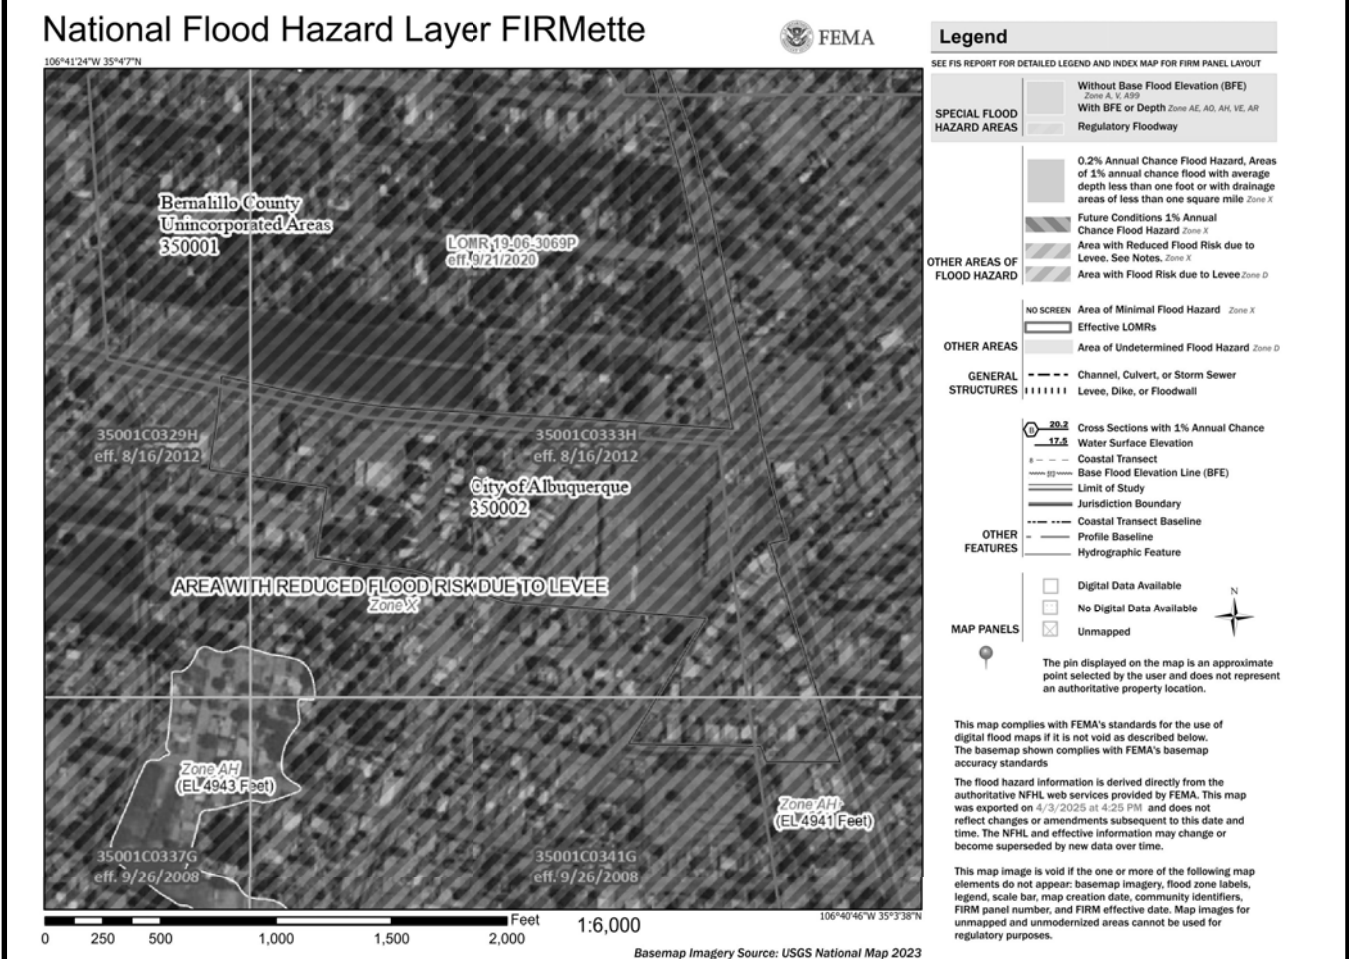 National Flood Hazard Layer FIRMette
FEMA
106°41'24"W 35°4'7"N
Bernalillo County
Unincorporated Areas
350001
LOMR 19-06-3069P
eff. 9/21/2020
35001C0329H
eff. 8/16/2012
35001C0333H
eff. 8/16/2012
City of Albuquerque
350002
AREA WITH REDUCED FLOOD RISK DUE TO LEVEE
Zone X
Zone AH
(EL 4943 Feet)
Zone AH
(EL 4941 Feet)
35001C0337G
eff. 9/26/2008
35001C0341G
eff. 9/26/2008
Feet
0 250 500 1,000 1,500 2,000
1:6,000
106°40'46"W 35°3'38"N
Basemap Imagery Source: USGS National Map 2023
Legend
SEE FIS REPORT FOR DETAILED LEGEND AND INDEX MAP FOR FIRM PANEL LAYOUT
SPECIAL FLOOD
HAZARD AREAS
Without Base Flood Elevation (BFE)
Zone A, V, A99
With BFE or Depth Zone AE, AO, AH, VE, AR
Regulatory Floodway
OTHER AREAS OF
FLOOD HAZARD
0.2% Annual Chance Flood Hazard, Areas
of 1% annual chance flood with average
depth less than one foot or with drainage
areas of less than one square mile Zone X
Future Conditions 1% Annual
Chance Flood Hazard Zone X
Area with Reduced Flood Risk due to
Levee. See Notes. Zone X
Area with Flood Risk due to Levee Zone D
OTHER AREAS
NO SCREEN Area of Minimal Flood Hazard Zone X
Effective LOMRs
Area of Undetermined Flood Hazard Zone D
GENERAL
STRUCTURES
Channel, Culvert, or Storm Sewer
Levee, Dike, or Floodwall
OTHER
FEATURES
B 20.2 Cross Sections with 1% Annual Chance
17.5 Water Surface Elevation
8 Coastal Transect
Base Flood Elevation Line (BFE)
Limit of Study
Jurisdiction Boundary
Coastal Transect Baseline
Profile Baseline
Hydrographic Feature
MAP PANELS
Digital Data Available
No Digital Data Available
Unmapped
N
The pin displayed on the map is an approximate
point selected by the user and does not represent
an authoritative property location.
This map complies with FEMA's standards for the use of
digital flood maps if it is not void as described below.
The basemap shown complies with FEMA's basemap
accuracy standards
The flood hazard information is derived directly from the
authoritative NFHL web services provided by FEMA. This map
was exported on 4/3/2025 at 4:25 PM and does not
reflect changes or amendments subsequent to this date and
time. The NFHL and effective information may change or
become superseded by new data over time.
This map image is void if the one or more of the following map
elements do not appear: basemap imagery, flood zone labels,
legend, scale bar, map creation date, community identifiers,
FIRM panel number, and FIRM effective date. Map images for
unmapped and unmodernized areas cannot be used for
regulatory purposes.